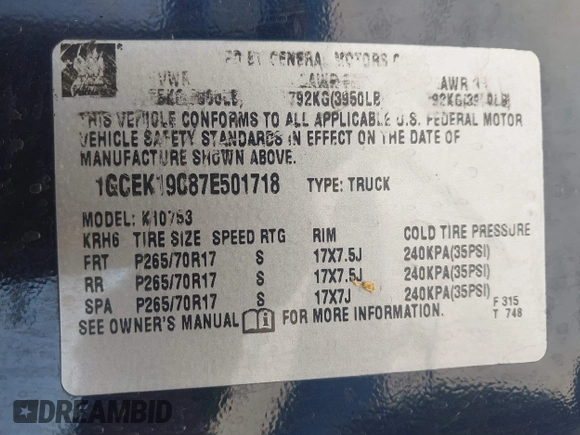 BY GENERAL MOTORS
792KG(3950LB
THIS VEHICLE CONFORMS TO ALL APPLICABLE U.S. FEDERAL MOTOR
VEHICLE SAFETY STANDARDS IN EFFECT ON THE DATE OF
MANUFACTURE SHOWN ABOVE.
1GCEK19C87E501718 TYPE: TRUCK
MODEL: K10753
KRH6 TIRE SIZE SPEED RTG RIM COLD TIRE PRESSURE
FRT P265/70R17 S 17X7.5J 240KPA(35PSI)
RR P265/70R17 S 17X7.5J 240KPA(35PSI)
SPA P265/70R17 S 17X7J 240KPA(35PSI)
SEE OWNER'S MANUAL FOR MORE INFORMATION.
F 315
T 748
DREAMBID